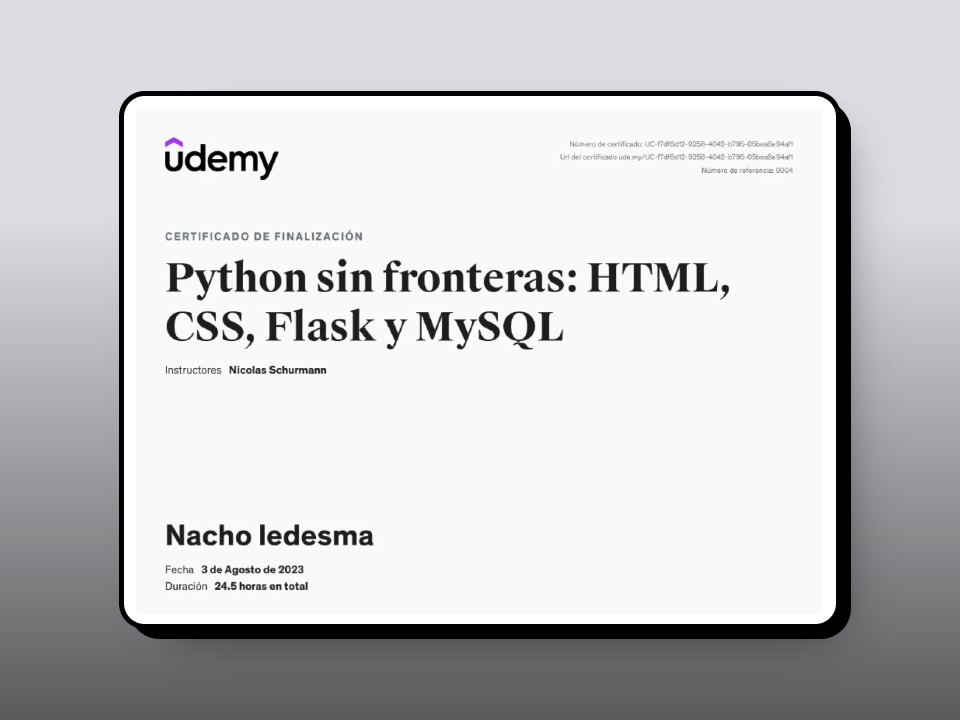 udemy
Número de certificado: UC-f7df6d12-9258-4042-b795-05bea8e94af1
Url del certificado ude.my/UC-f7df6d12-9258-4042-b795-05bea8e94af1
Número de referencia: 0004
CERTIFICADO DE FINALIZACIÓN
Python sin fronteras: HTML,
CSS, Flask y MySQL
Instructores Nicolas Schurmann
Nacho ledesma
Fecha 3 de Agosto de 2023
Duración 24.5 horas en total